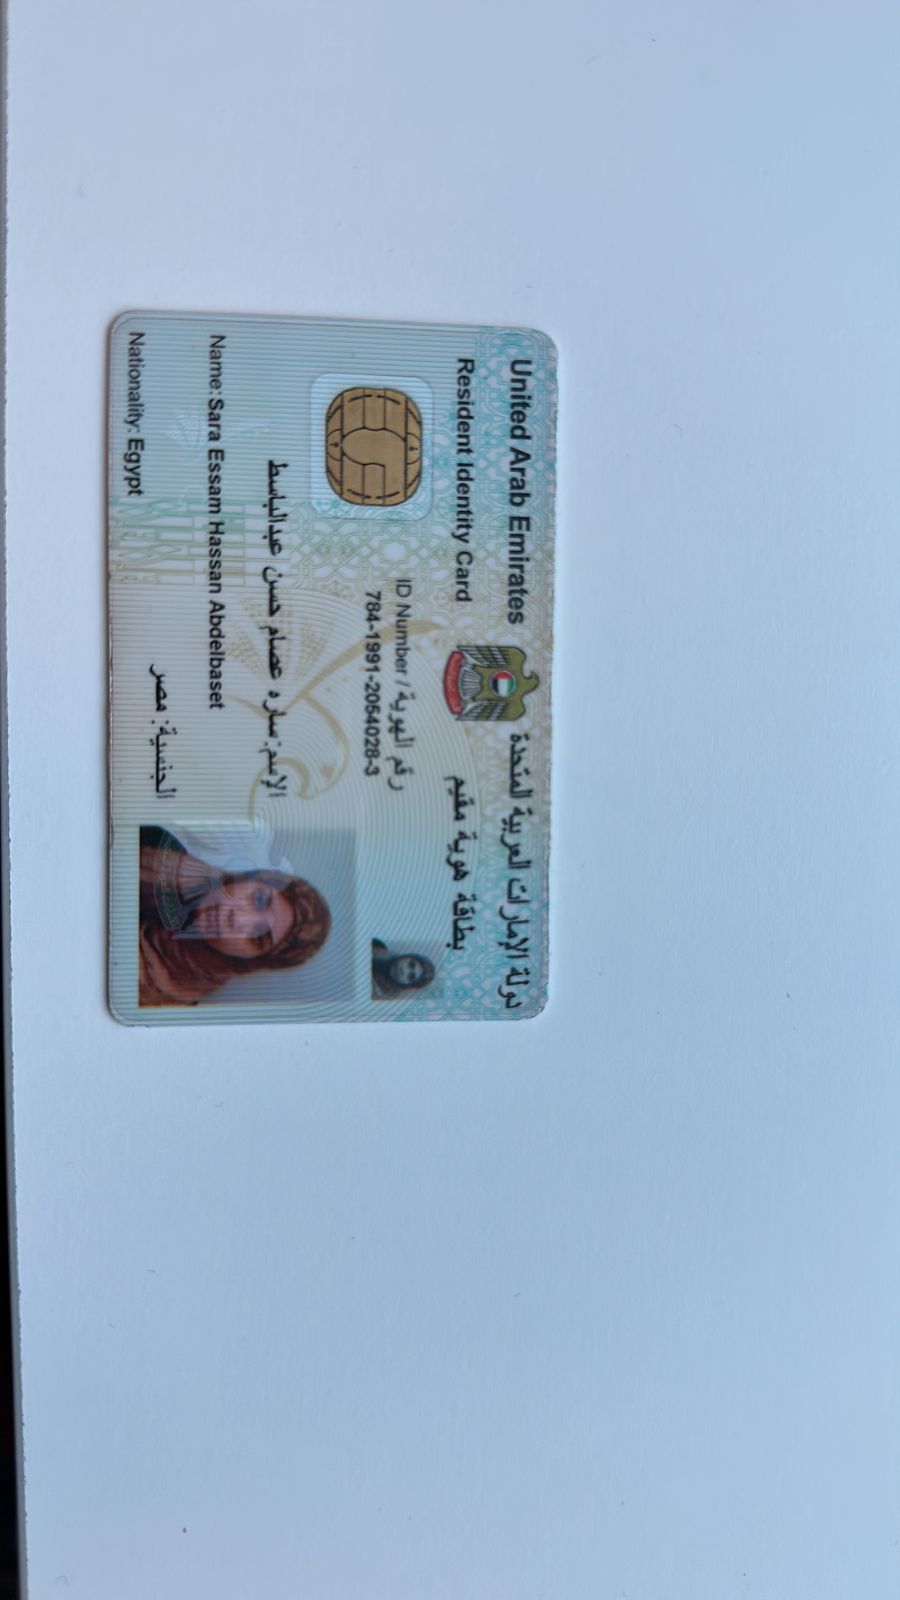 United Arab Emirates
دولة الإمارات العربية المتحدة
Resident Identity Card
بطاقة هوية مقيم
ID Number / رقم الهوية
784-1991-2054028-3
الإسم: ساره عصام حسن عبدالباسط
Name: Sara Essam Hassan Abdelbaset
الجنسية: مصر
Nationality: Egypt